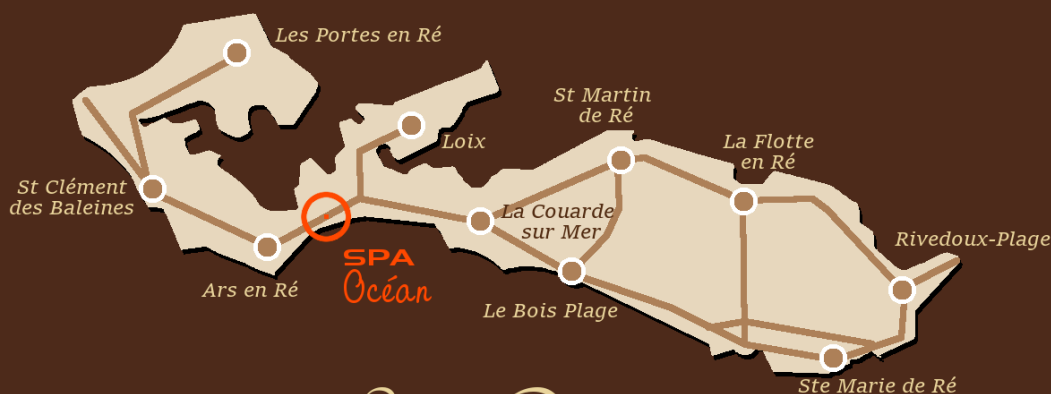 Les Portes en Ré
St Martin
de Ré
La Flotte
en Ré
Loix
St Clément
des Baleines
La Couarde
sur Mer
Rivedoux-Plage
SPA
Océan
Ars en Ré
Le Bois Plage
Ste Marie de Ré